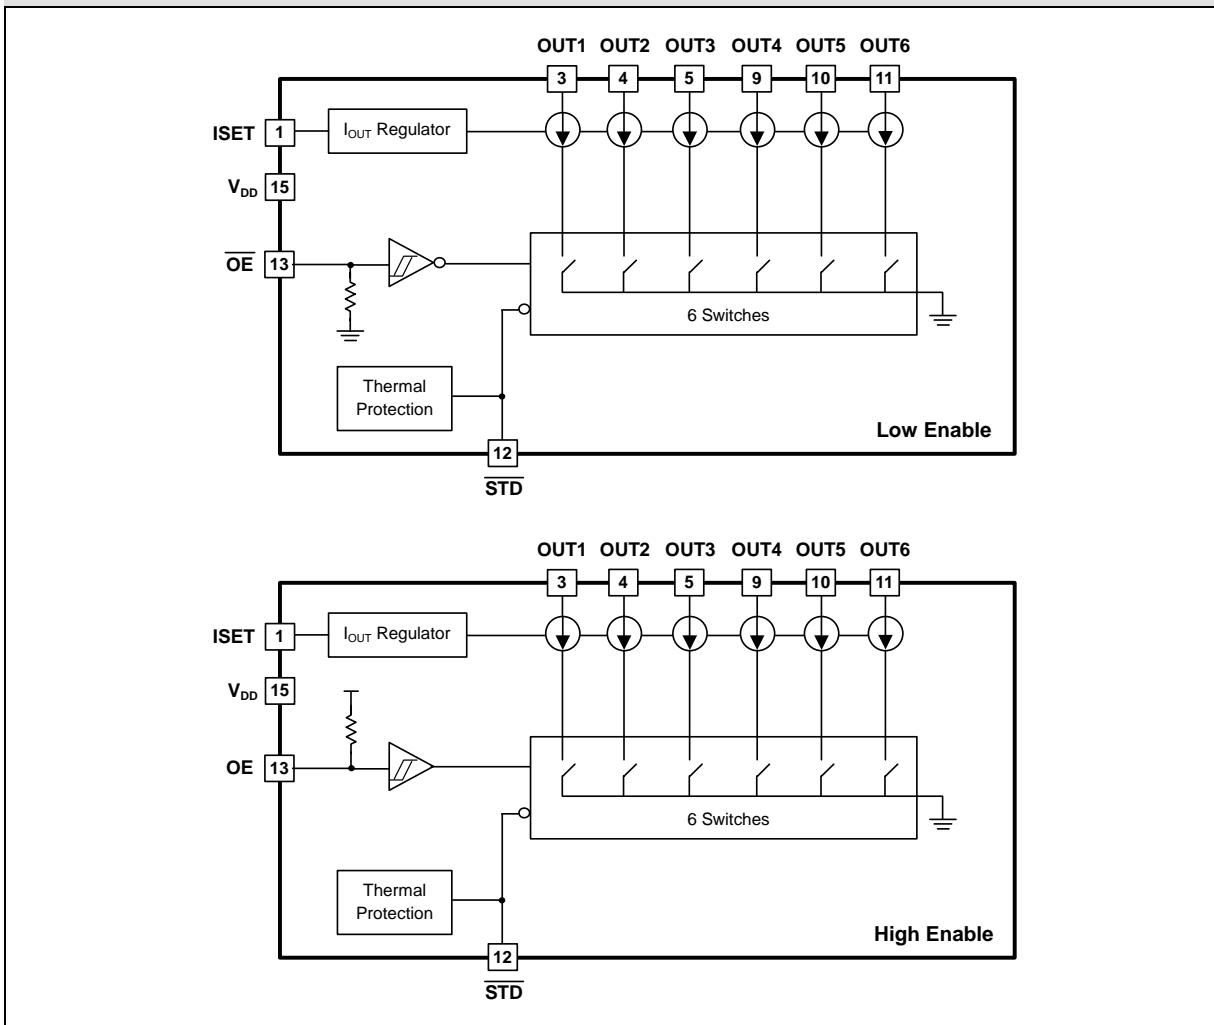 OUT1 OUT2 OUT3 OUT4 OUT5 OUT6
3 4 5 9 10 11
ISET 1 IOUT Regulator
VDD 15
OE 13
6 Switches
Thermal
Protection
Low Enable
12
STD
OUT1 OUT2 OUT3 OUT4 OUT5 OUT6
3 4 5 9 10 11
ISET 1 IOUT Regulator
VDD 15
OE 13
6 Switches
Thermal
Protection
High Enable
12
STD